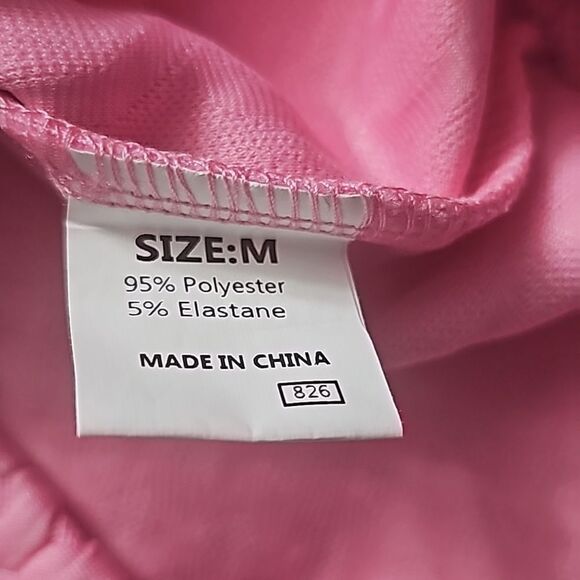 SIZE:M
95% Polyester
5% Elastane
MADE IN CHINA
826